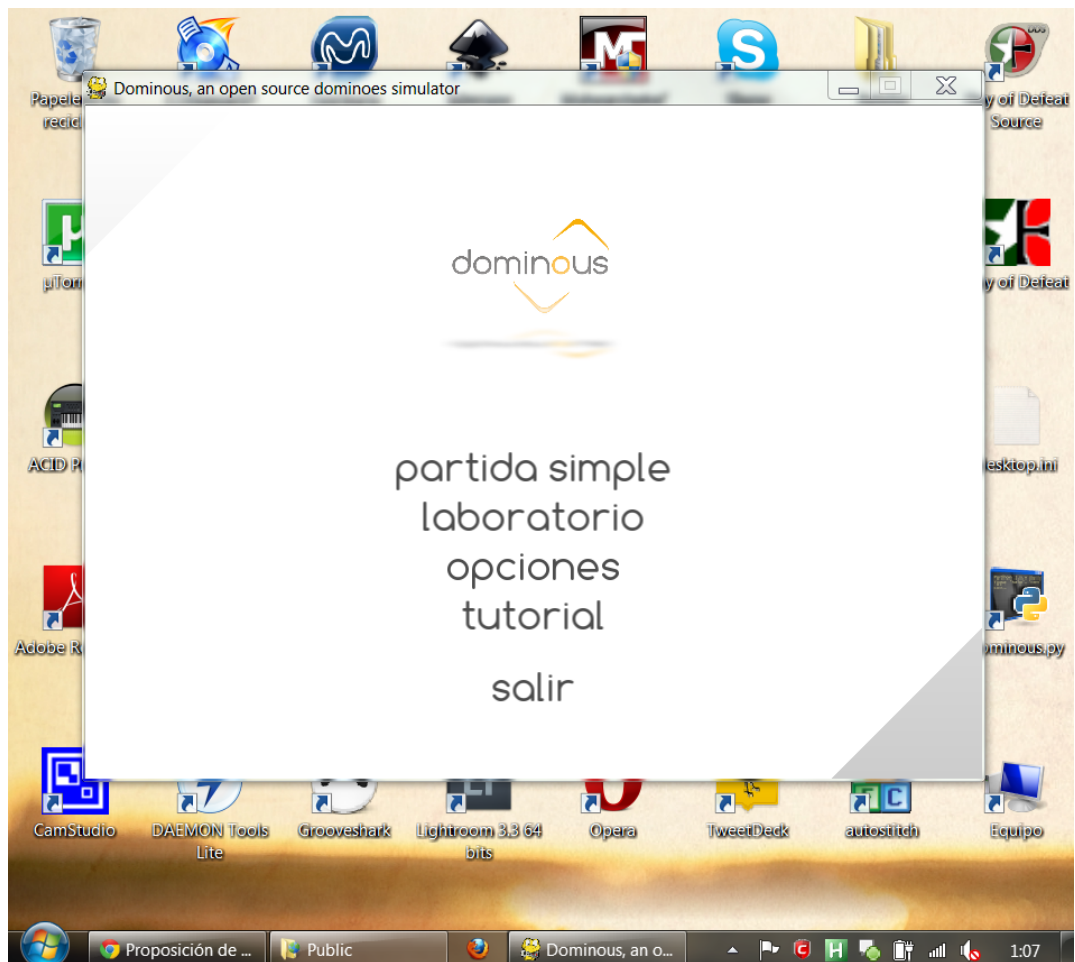 Papele
recicl
Dominous, an open source dominoes simulator
y of Defeat
Source
µTorr
y of Defeat
dominous
ACID P
esktop.ini
partida simple
laboratorio
opciones
tutorial
salir
Adobe R
ominous.py
CamStudio
DAEMON Tools
Lite
Grooveshark
Lightroom 3.3 64
bits
Opera
TweetDeck
autostitch
Equipo
Proposición de ...
Public
Dominous, an o...
1:07